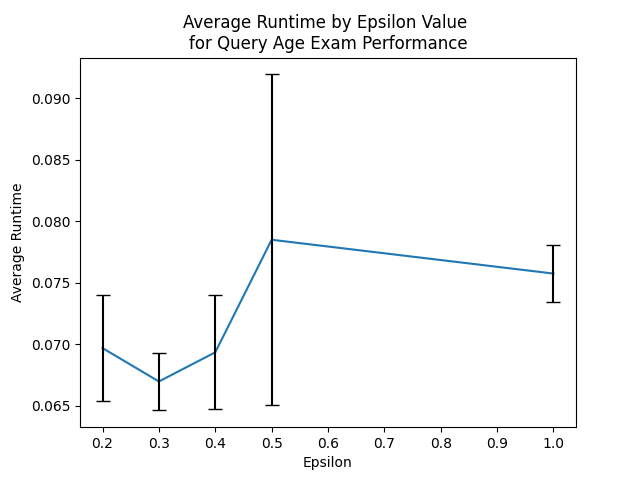 Average Runtime by Epsilon Value
for Query Age Exam Performance
0.090
0.085
0.080
0.075
0.070
0.065
Average Runtime
0.2 0.3 0.4 0.5 0.6 0.7 0.8 0.9 1.0
Epsilon